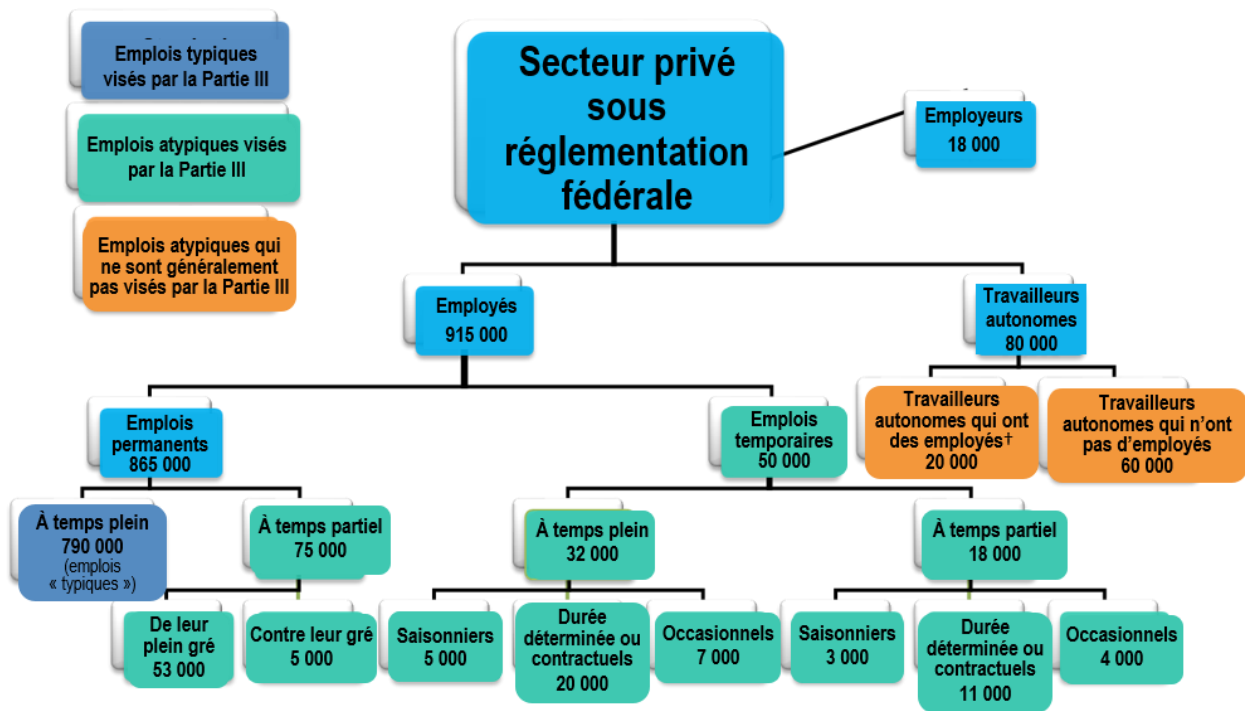 Emplois typiques
visés par la Partie III
Emplois atypiques visés
par la Partie III
Emplois atypiques qui
ne sont généralement
pas visés par la Partie III
Secteur privé
sous
réglementation
fédérale
Employeurs
18 000
Employés
915 000
Travailleurs
autonomes
80 000
Emplois
permanents
865 000
Emplois
temporaires
50 000
Travailleurs
autonomes qui ont
des employés†
20 000
Travailleurs
autonomes qui n’ont
pas d’employés
60 000
À temps plein
790 000
(emplois
« typiques »)
À temps partiel
75 000
À temps plein
32 000
À temps partiel
18 000
De leur
plein gré
53 000
Contre leur gré
5 000
Saisonniers
5 000
Durée
déterminée ou
contractuels
20 000
Occasionnels
7 000
Saisonniers
3 000
Durée
déterminée ou
contractuels
11 000
Occasionnels
4 000